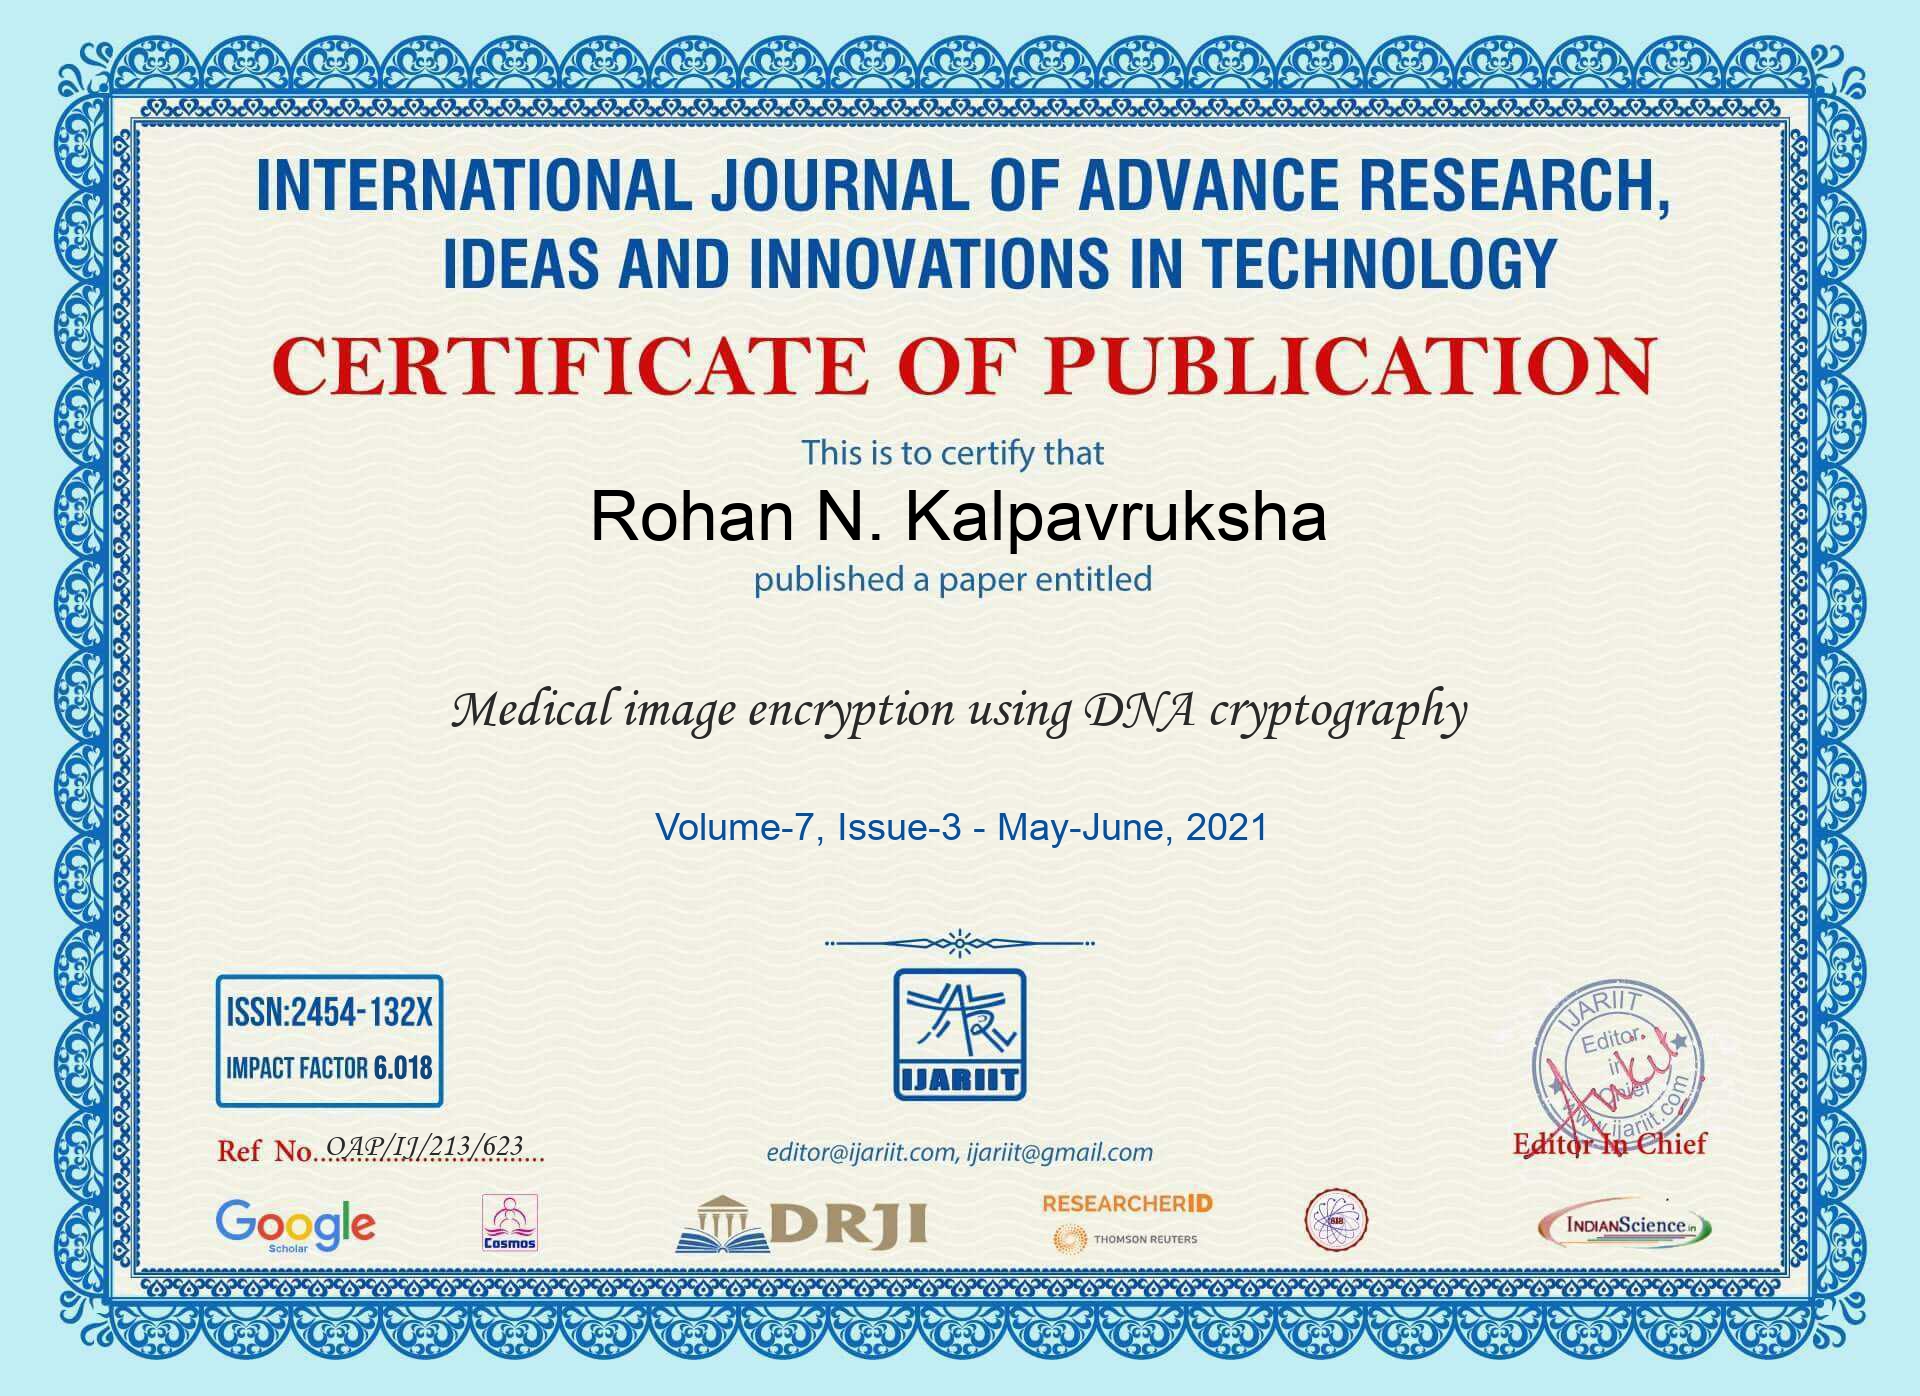 INTERNATIONAL JOURNAL OF ADVANCE RESEARCH,
IDEAS AND INNOVATIONS IN TECHNOLOGY
CERTIFICATE OF PUBLICATION
This is to certify that
Rohan N. Kalpavruksha
published a paper entitled
Medical image encryption using DNA cryptography
Volume-7, Issue-3 - May-June, 2021
ISSN:2454-132X
IMPACT FACTOR 6.018
IJARIIT
IJARIIT
Editor
in
Chief
www.ijariit.com
Ankit
Ref No. OAP/IJ/213/623
editor@ijariit.com, ijariit@gmail.com
Editor In Chief
Google
Scholar
Cosmos
DRJI
RESEARCHERID
THOMSON REUTERS
INDIANScience.in